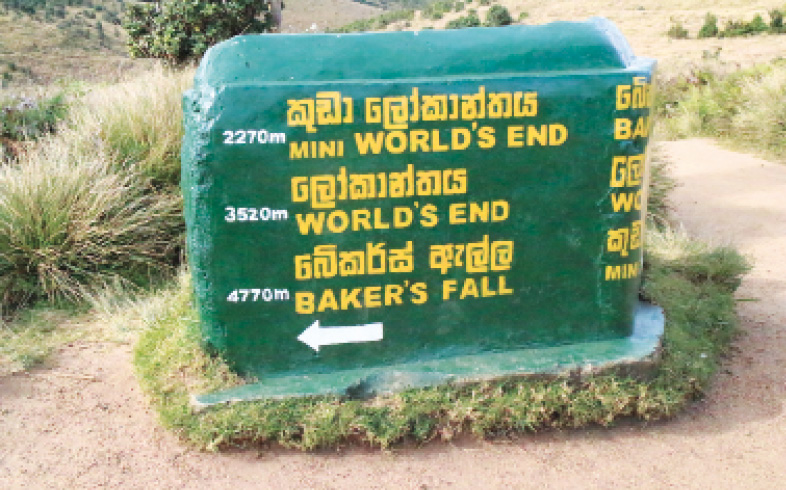 කුඩා ලෝකාන්තය
2270m MINI WORLD'S END
ලෝකාන්තය
3520m WORLD'S END
බේකර්ස් ඇල්ල
4770m BAKER'S FALL